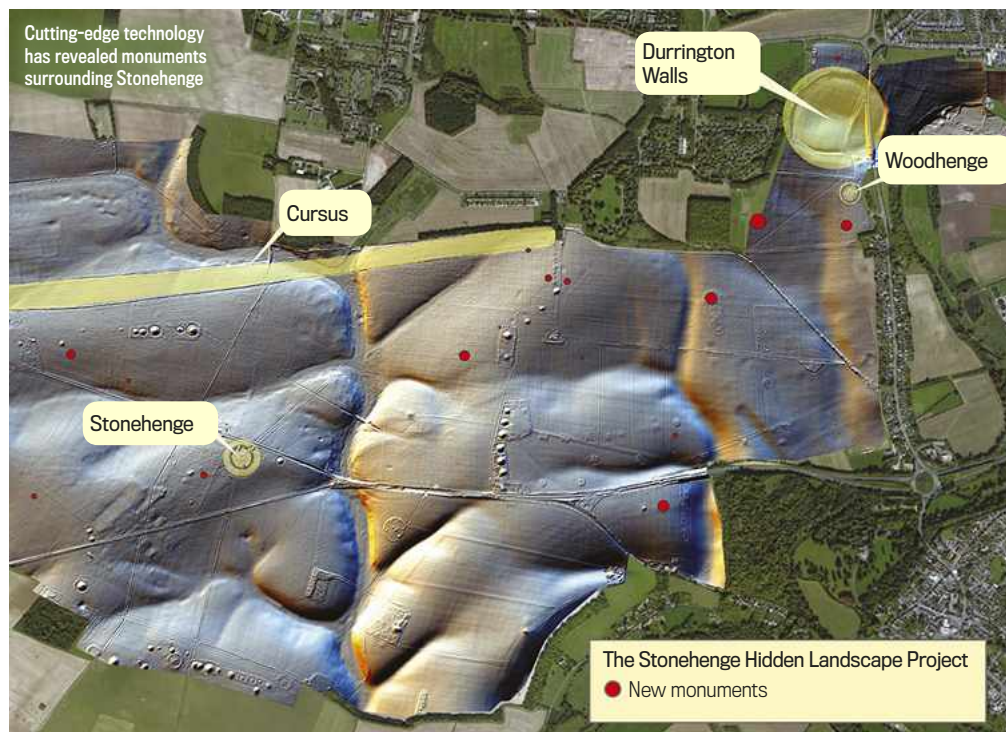 Cutting-edge technology
has revealed monuments
surrounding Stonehenge
Durrington
Walls
Woodhenge
Cursus
Stonehenge
The Stonehenge Hidden Landscape Project
New monuments